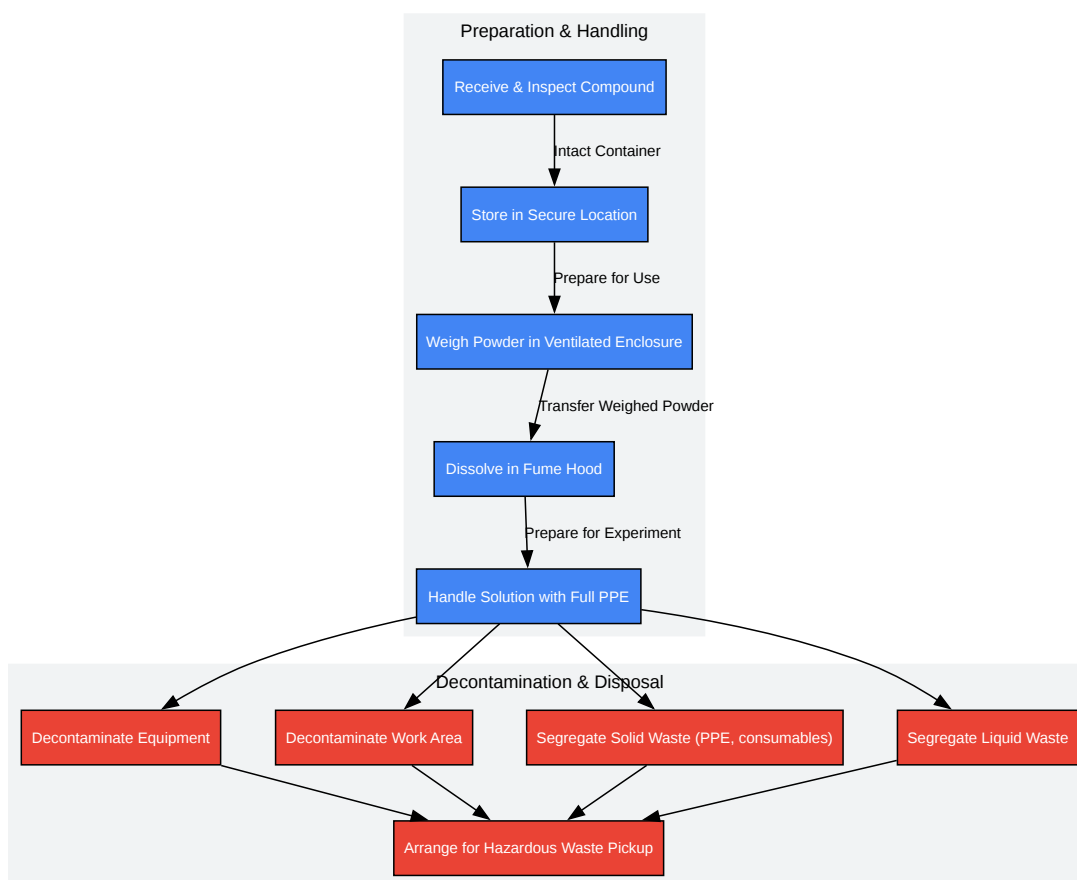 Preparation & Handling
Receive & Inspect Compound
Intact Container
Store in Secure Location
Prepare for Use
Weigh Powder in Ventilated Enclosure
Transfer Weighed Powder
Dissolve in Fume Hood
Prepare for Experiment
Handle Solution with Full PPE
Decontamination & Disposal
Decontaminate Equipment
Decontaminate Work Area
Segregate Solid Waste (PPE, consumables)
Segregate Liquid Waste
Arrange for Hazardous Waste Pickup